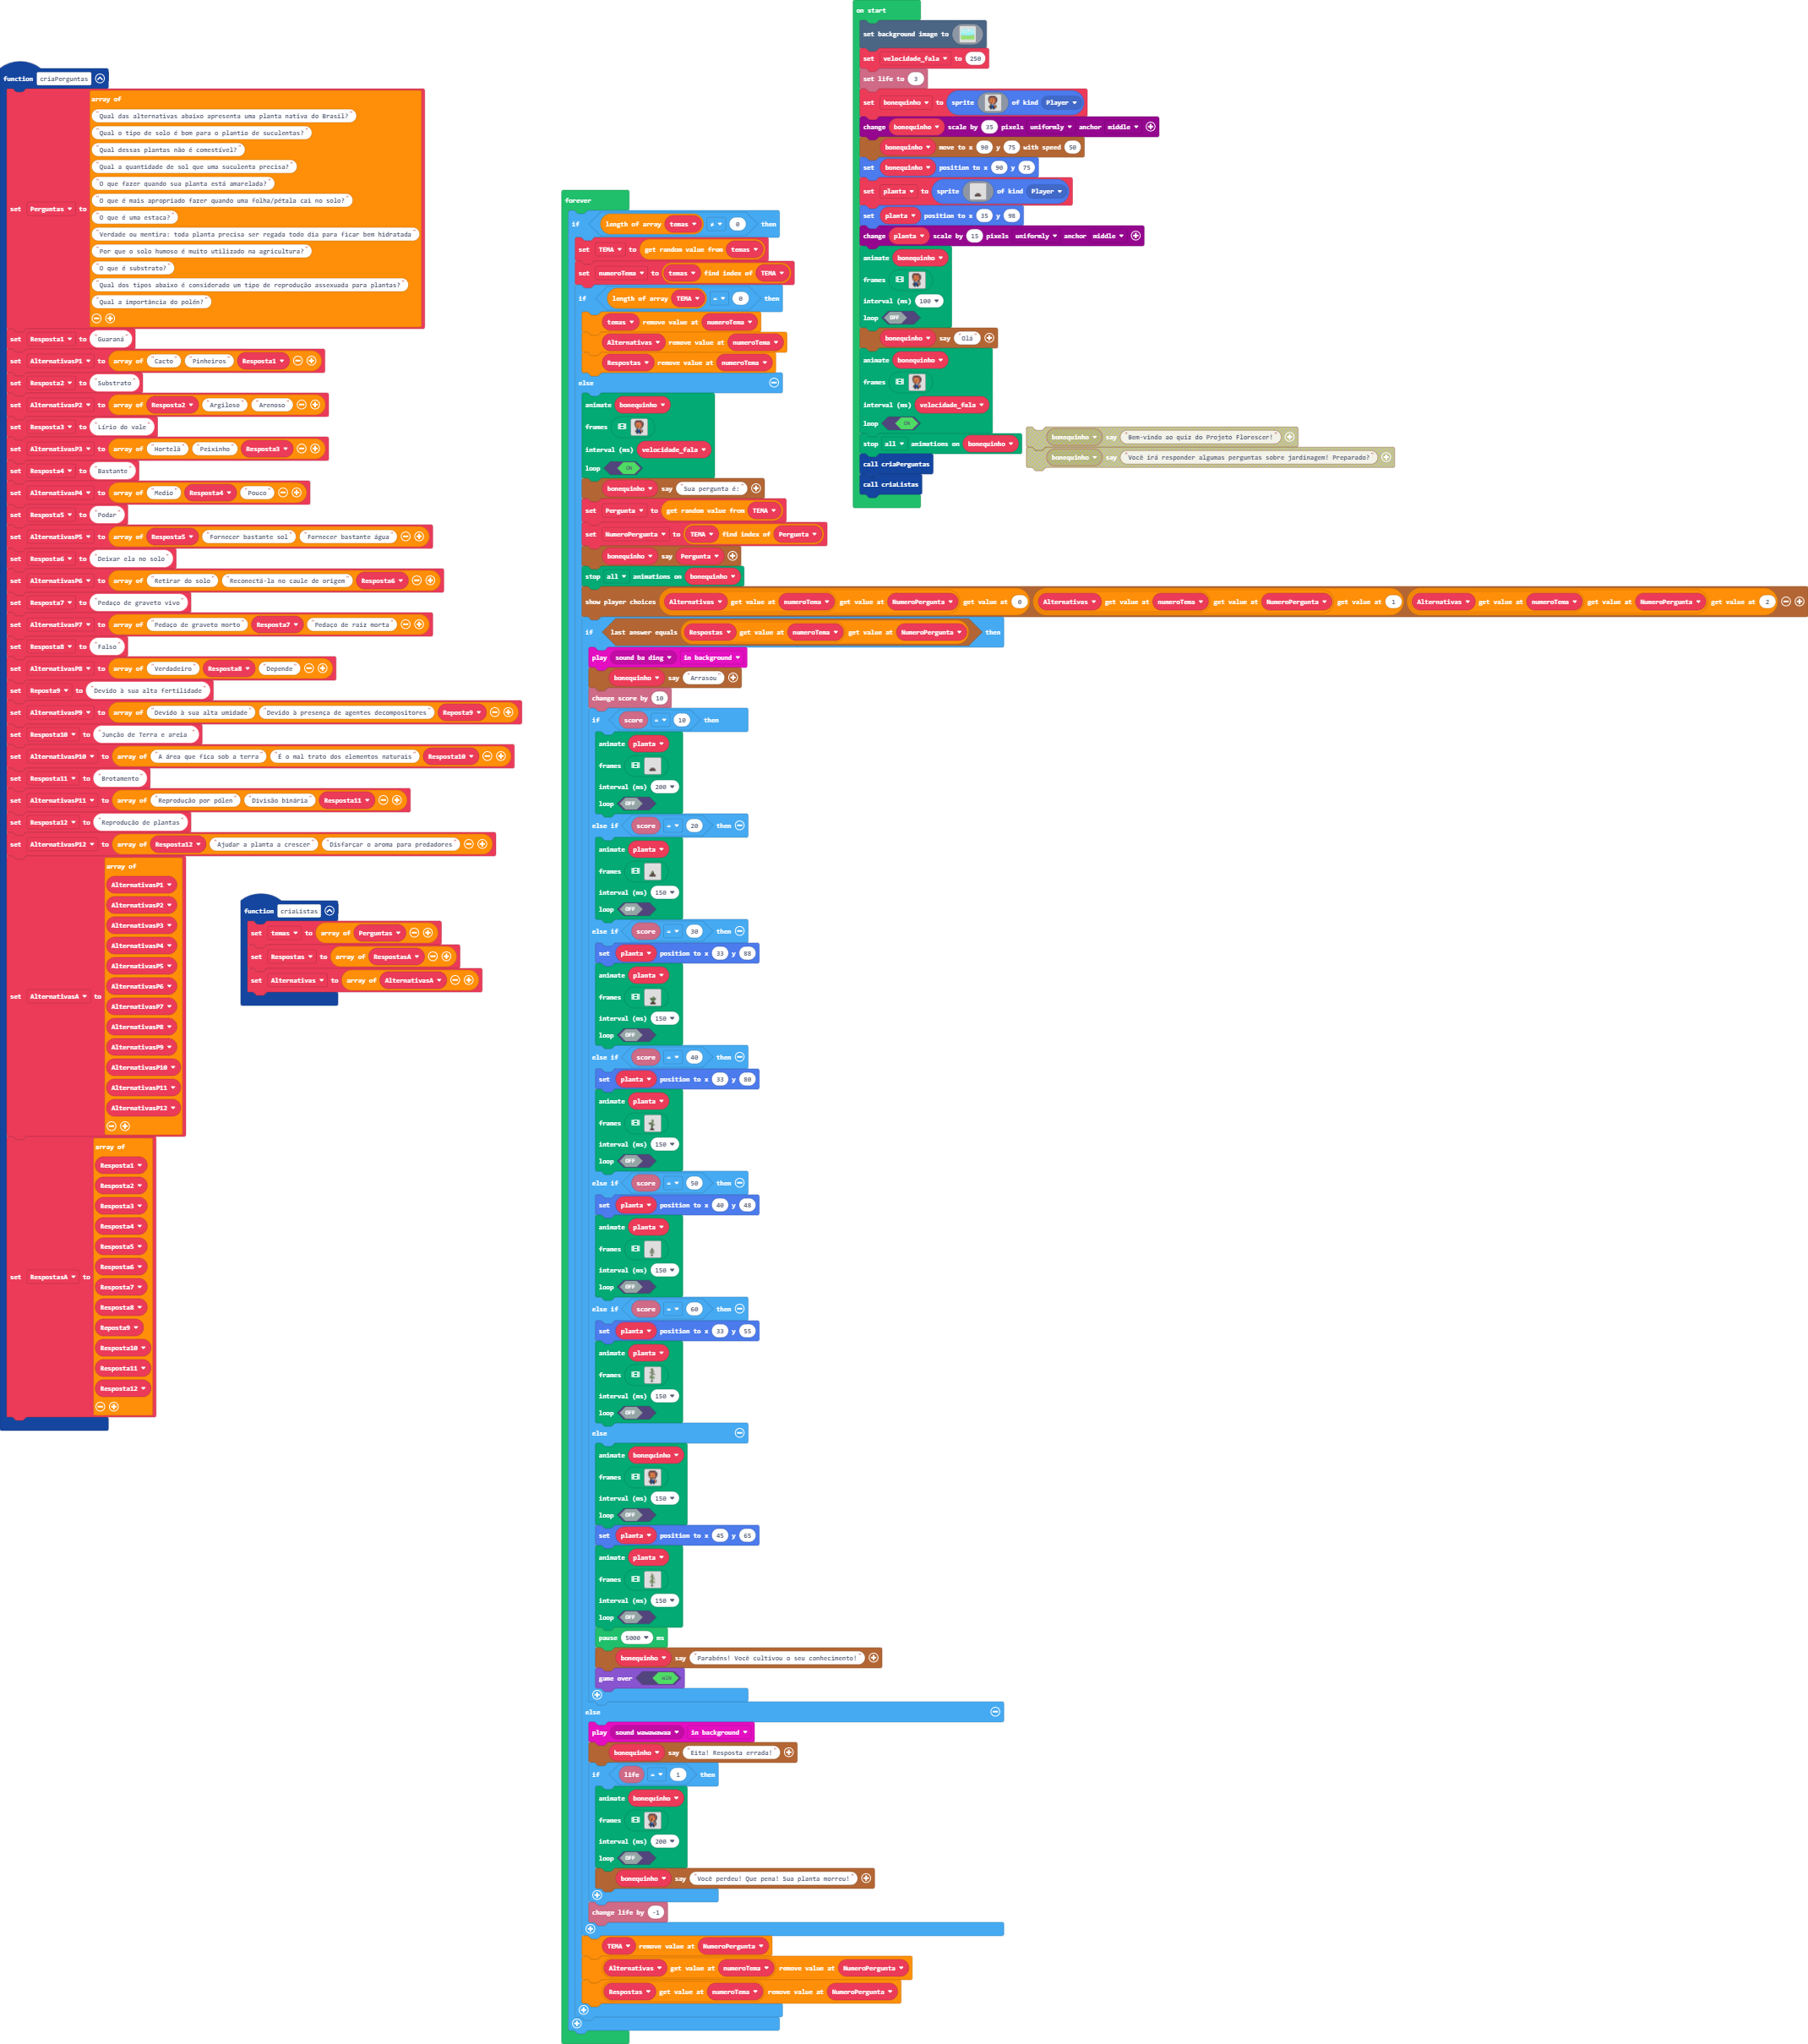 function criaPerguntas
set Perguntas to array of
Qual das alternativas abaixo apresenta uma planta nativa do Brasil?
Qual o tipo de solo é bom para o plantio de suculentas?
Qual dessas plantas não é comestível?
Qual a quantidade de sol que uma suculenta precisa?
O que fazer quando sua planta está amarelada?
O que é mais apropriado fazer quando uma folha/pétala cai no solo?
O que é uma estaca?
Verdade ou mentira: toda planta precisa ser regada todo dia para ficar bem hidratada
Por que o solo humoso é muito utilizado na agricultura?
O que é substrato?
Qual dos tipos abaixo é considerado um tipo de reprodução assexuada para plantas?
Qual a importância do polén?
set Resposta1 to Guaraná
set AlternativasP1 to array of Cacto Pinheiros Resposta1
set Resposta2 to Substrato
set AlternativasP2 to array of Resposta2 Argiloso Arenoso
set Resposta3 to Lírio do vale
set AlternativasP3 to array of Hortelã Peixinho Resposta3
set Resposta4 to Bastante
set AlternativasP4 to array of Medio Resposta4 Pouco
set Resposta5 to Podar
set AlternativasP5 to array of Resposta5 Fornecer bastante sol Fornecer bastante água
set Resposta6 to Deixar ela no solo
set AlternativasP6 to array of Retirar do solo Reconectá-la no caule de origem Resposta6
set Resposta7 to Pedaço de graveto vivo
set AlternativasP7 to array of Pedaço de graveto morto Resposta7 Pedaço de raiz morta
set Resposta8 to Falso
set AlternativasP8 to array of Verdadeiro Resposta8 Depende
set Reposta9 to Devido à sua alta fertilidade
set AlternativasP9 to array of Devido à sua alta umidade Devido à presença de agentes decompositores Reposta9
set Resposta10 to Junção de Terra e areia
set AlternativasP10 to array of A área que fica sob a terra É o mal trato dos elementos naturais Resposta10
set Resposta11 to Brotamento
set AlternativasP11 to array of Reprodução por pólen Divisão binária Resposta11
set Resposta12 to Reprodução de plantas
set AlternativasP12 to array of Resposta12 Ajudar a planta a crescer Disfarçar o aroma para predadores
set AlternativasA to array of
AlternativasP1
AlternativasP2
AlternativasP3
AlternativasP4
AlternativasP5
AlternativasP6
AlternativasP7
AlternativasP8
AlternativasP9
AlternativasP10
AlternativasP11
AlternativasP12
set RespostasA to array of
Resposta1
Resposta2
Resposta3
Resposta4
Resposta5
Resposta6
Resposta7
Resposta8
Reposta9
Resposta10
Resposta11
Resposta12
function criaListas
set temas to array of Perguntas
set Respostas to array of RespostasA
set Alternativas to array of AlternativasA
forever
if length of array temas ≠ 0 then
set TEMA to get random value from temas
set numeroTema to temas find index of TEMA
if length of array TEMA = 0 then
temas remove value at numeroTema
Alternativas remove value at numeroTema
Respostas remove value at numeroTema
else
animate bonequinho
frames
interval (ms) velocidade_fala
loop ON
bonequinho say Sua pergunta é:
set Pergunta to get random value from TEMA
set NumeroPergunta to TEMA find index of Pergunta
bonequinho say Pergunta
stop all animations on bonequinho
show player choices Alternativas get value at numeroTema get value at NumeroPergunta get value at 0 Alternativas get value at numeroTema get value at NumeroPergunta get value at 1 Alternativas get value at numeroTema get value at NumeroPergunta get value at 2
if last answer equals Respostas get value at numeroTema get value at NumeroPergunta then
play sound ba ding in background
bonequinho say Arrasou
change score by 10
if score = 10 then
animate planta
frames
interval (ms) 200
loop OFF
else if score = 20 then
animate planta
frames
interval (ms) 150
loop OFF
else if score = 30 then
set planta position to x 33 y 88
animate planta
frames
interval (ms) 150
loop OFF
else if score = 40 then
set planta position to x 33 y 80
animate planta
frames
interval (ms) 150
loop OFF
else if score = 50 then
set planta position to x 40 y 48
animate planta
frames
interval (ms) 150
loop OFF
else if score = 60 then
set planta position to x 33 y 55
animate planta
frames
interval (ms) 150
loop OFF
else
animate bonequinho
frames
interval (ms) 150
loop OFF
set planta position to x 45 y 65
animate planta
frames
interval (ms) 150
loop OFF
pause 5000 ms
bonequinho say Parabéns! Você cultivou o seu conhecimento!
game over WIN
else
play sound wawawawaa in background
bonequinho say Eita! Resposta errada!
if life = 1 then
animate bonequinho
frames
interval (ms) 200
loop OFF
bonequinho say Você perdeu! Que pena! Sua planta morreu!
change life by -1
TEMA remove value at NumeroPergunta
Alternativas get value at numeroTema remove value at NumeroPergunta
Respostas get value at numeroTema remove value at NumeroPergunta
on start
set background image to
set velocidade_fala to 250
set life to 3
set bonequinho to sprite of kind Player
change bonequinho scale by 35 pixels uniformly anchor middle
bonequinho move to x 90 y 75 with speed 50
set bonequinho position to x 90 y 75
set planta to sprite of kind Player
set planta position to x 35 y 98
change planta scale by 15 pixels uniformly anchor middle
animate bonequinho
frames
interval (ms) 100
loop OFF
bonequinho say Olá
animate bonequinho
frames
interval (ms) velocidade_fala
loop ON
stop all animations on bonequinho
call criaPerguntas
call criaListas
bonequinho say Bem-vindo ao quiz do Projeto Florescer!
bonequinho say Você irá responder algumas perguntas sobre jardinagem! Preparado?